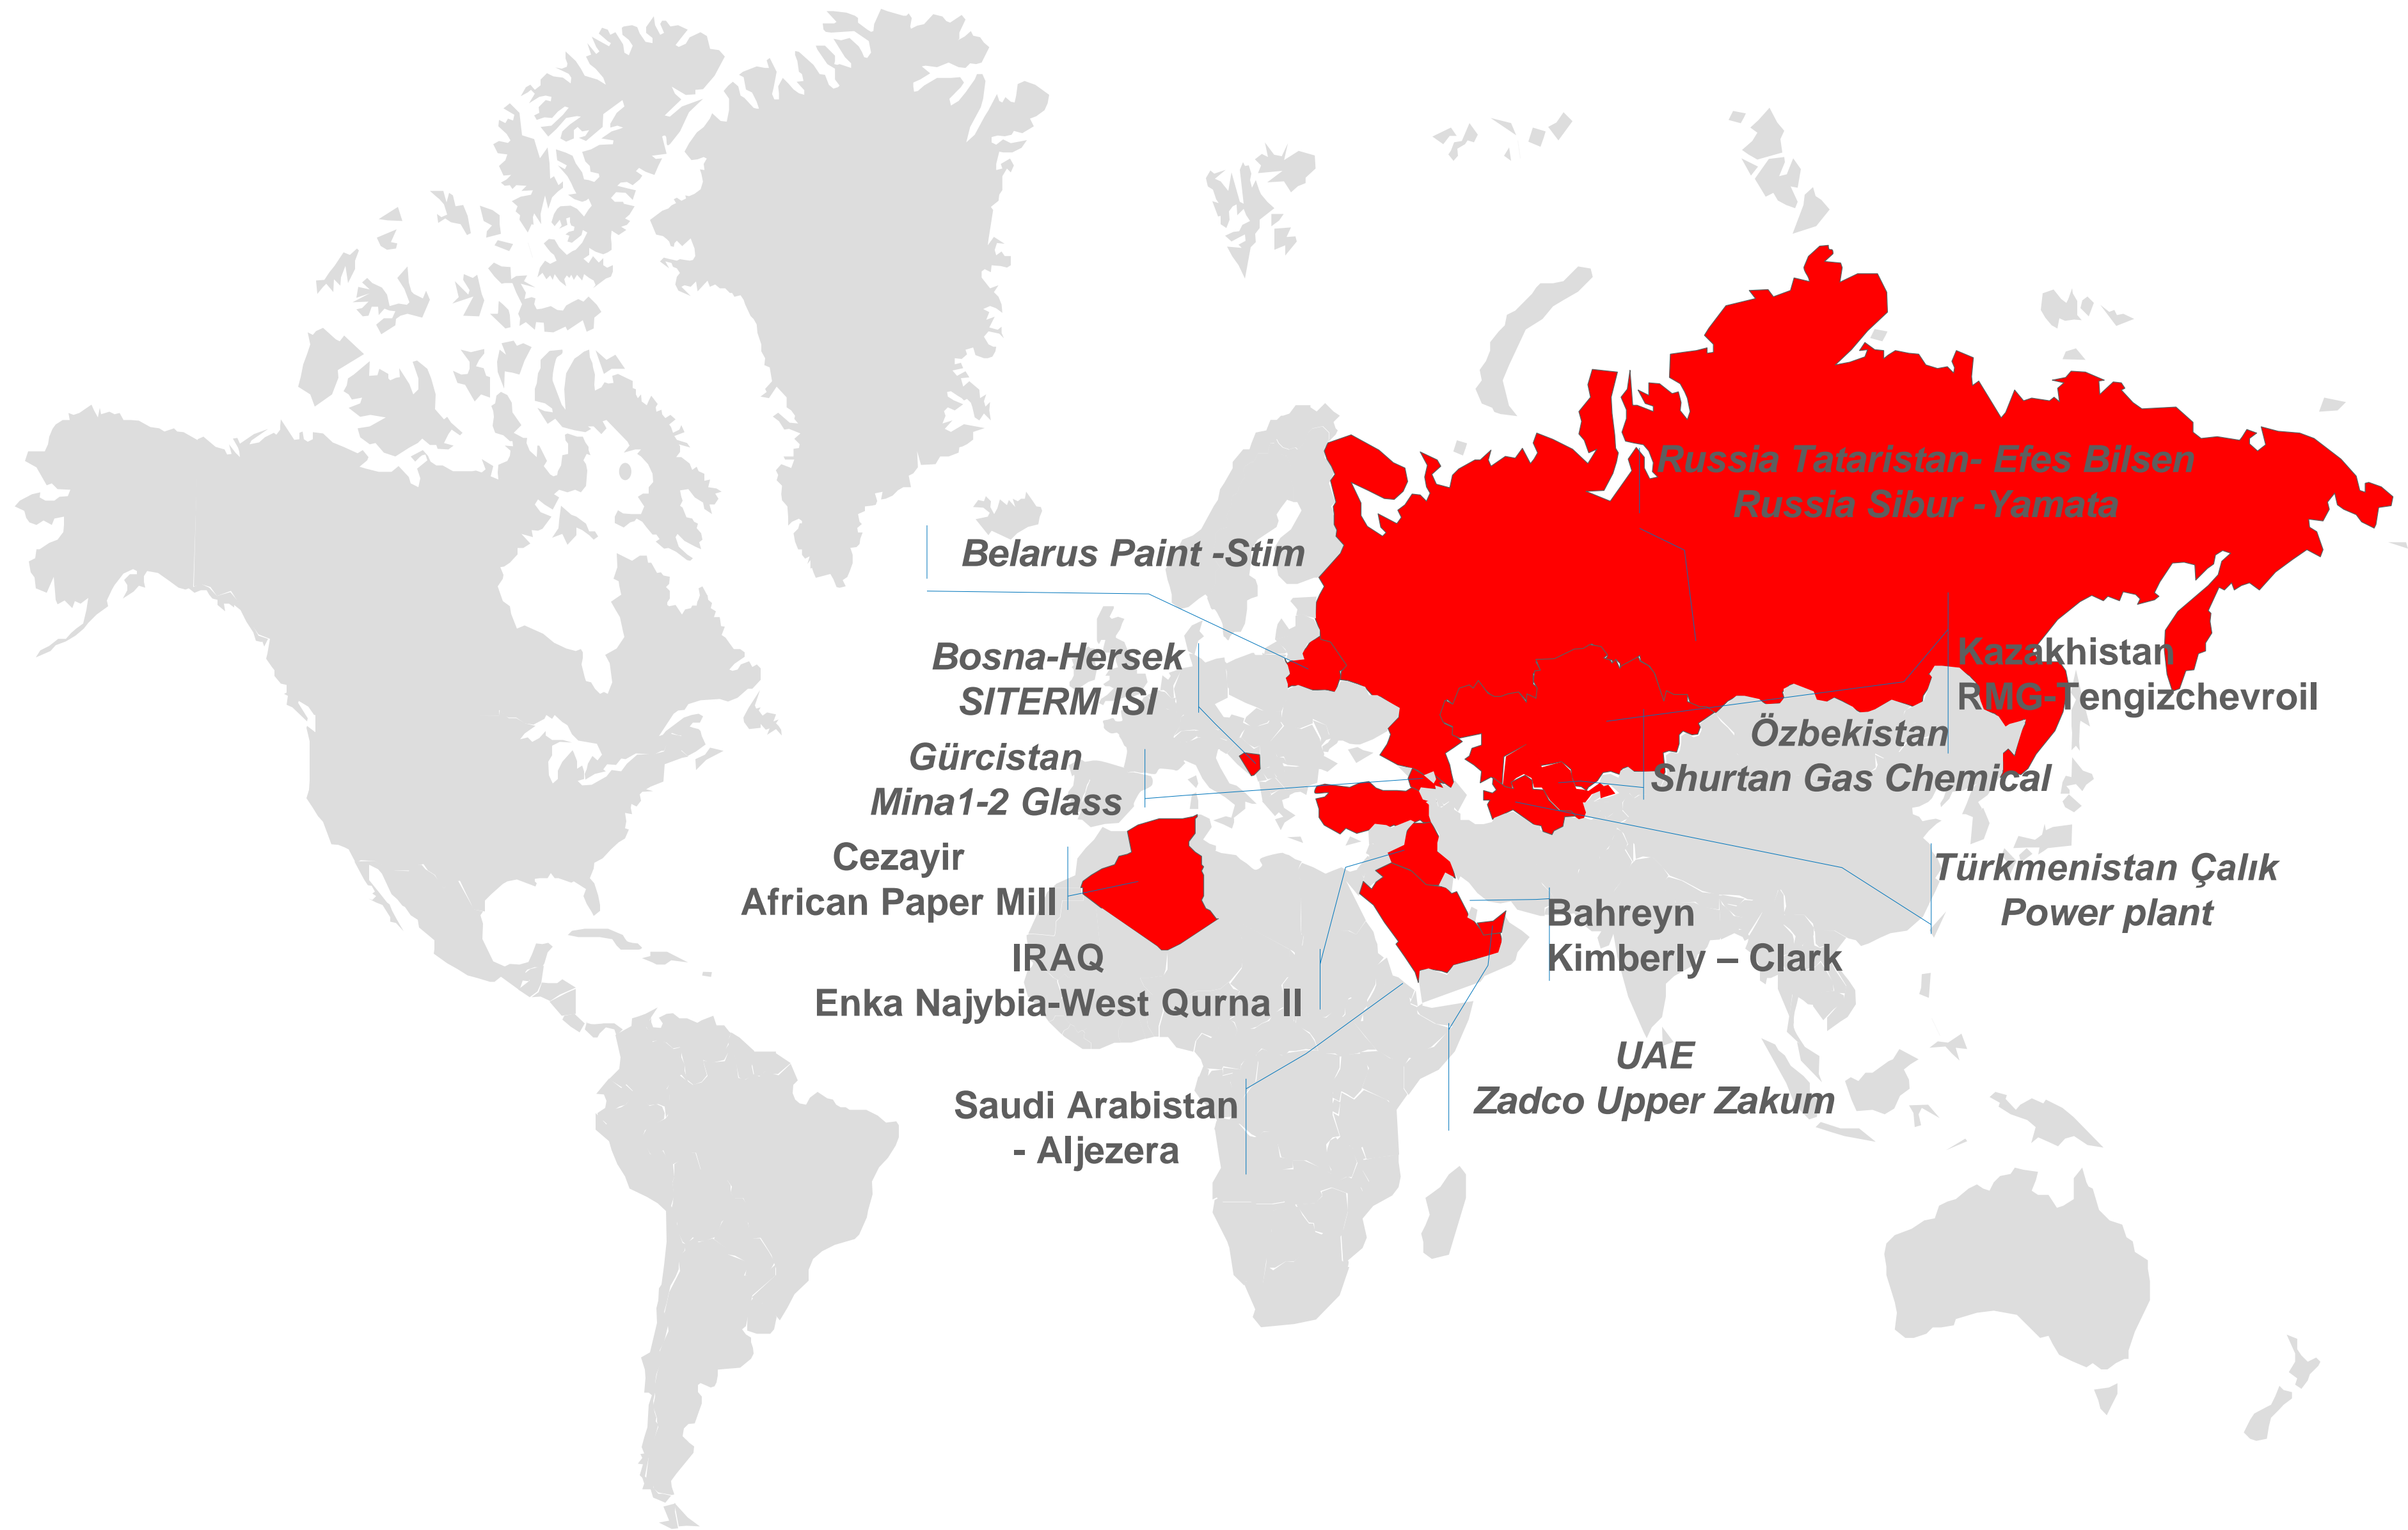 Russia Tataristan- Efes Bilsen
Russia Sibur -Yamata
Belarus Paint -Stim
Bosna-Hersek
SITERM ISI
Kazakhistan
RMG-Tengizchevroil
Gürcistan
Mina1-2 Glass
Özbekistan
Shurtan Gas Chemical
Cezayir
African Paper Mill
Türkmenistan Çalık
Power plant
IRAQ
Enka Najybia-West Qurna II
Bahreyn
Kimberly – Clark
UAE
Zadco Upper Zakum
Saudi Arabistan
- Aljezera